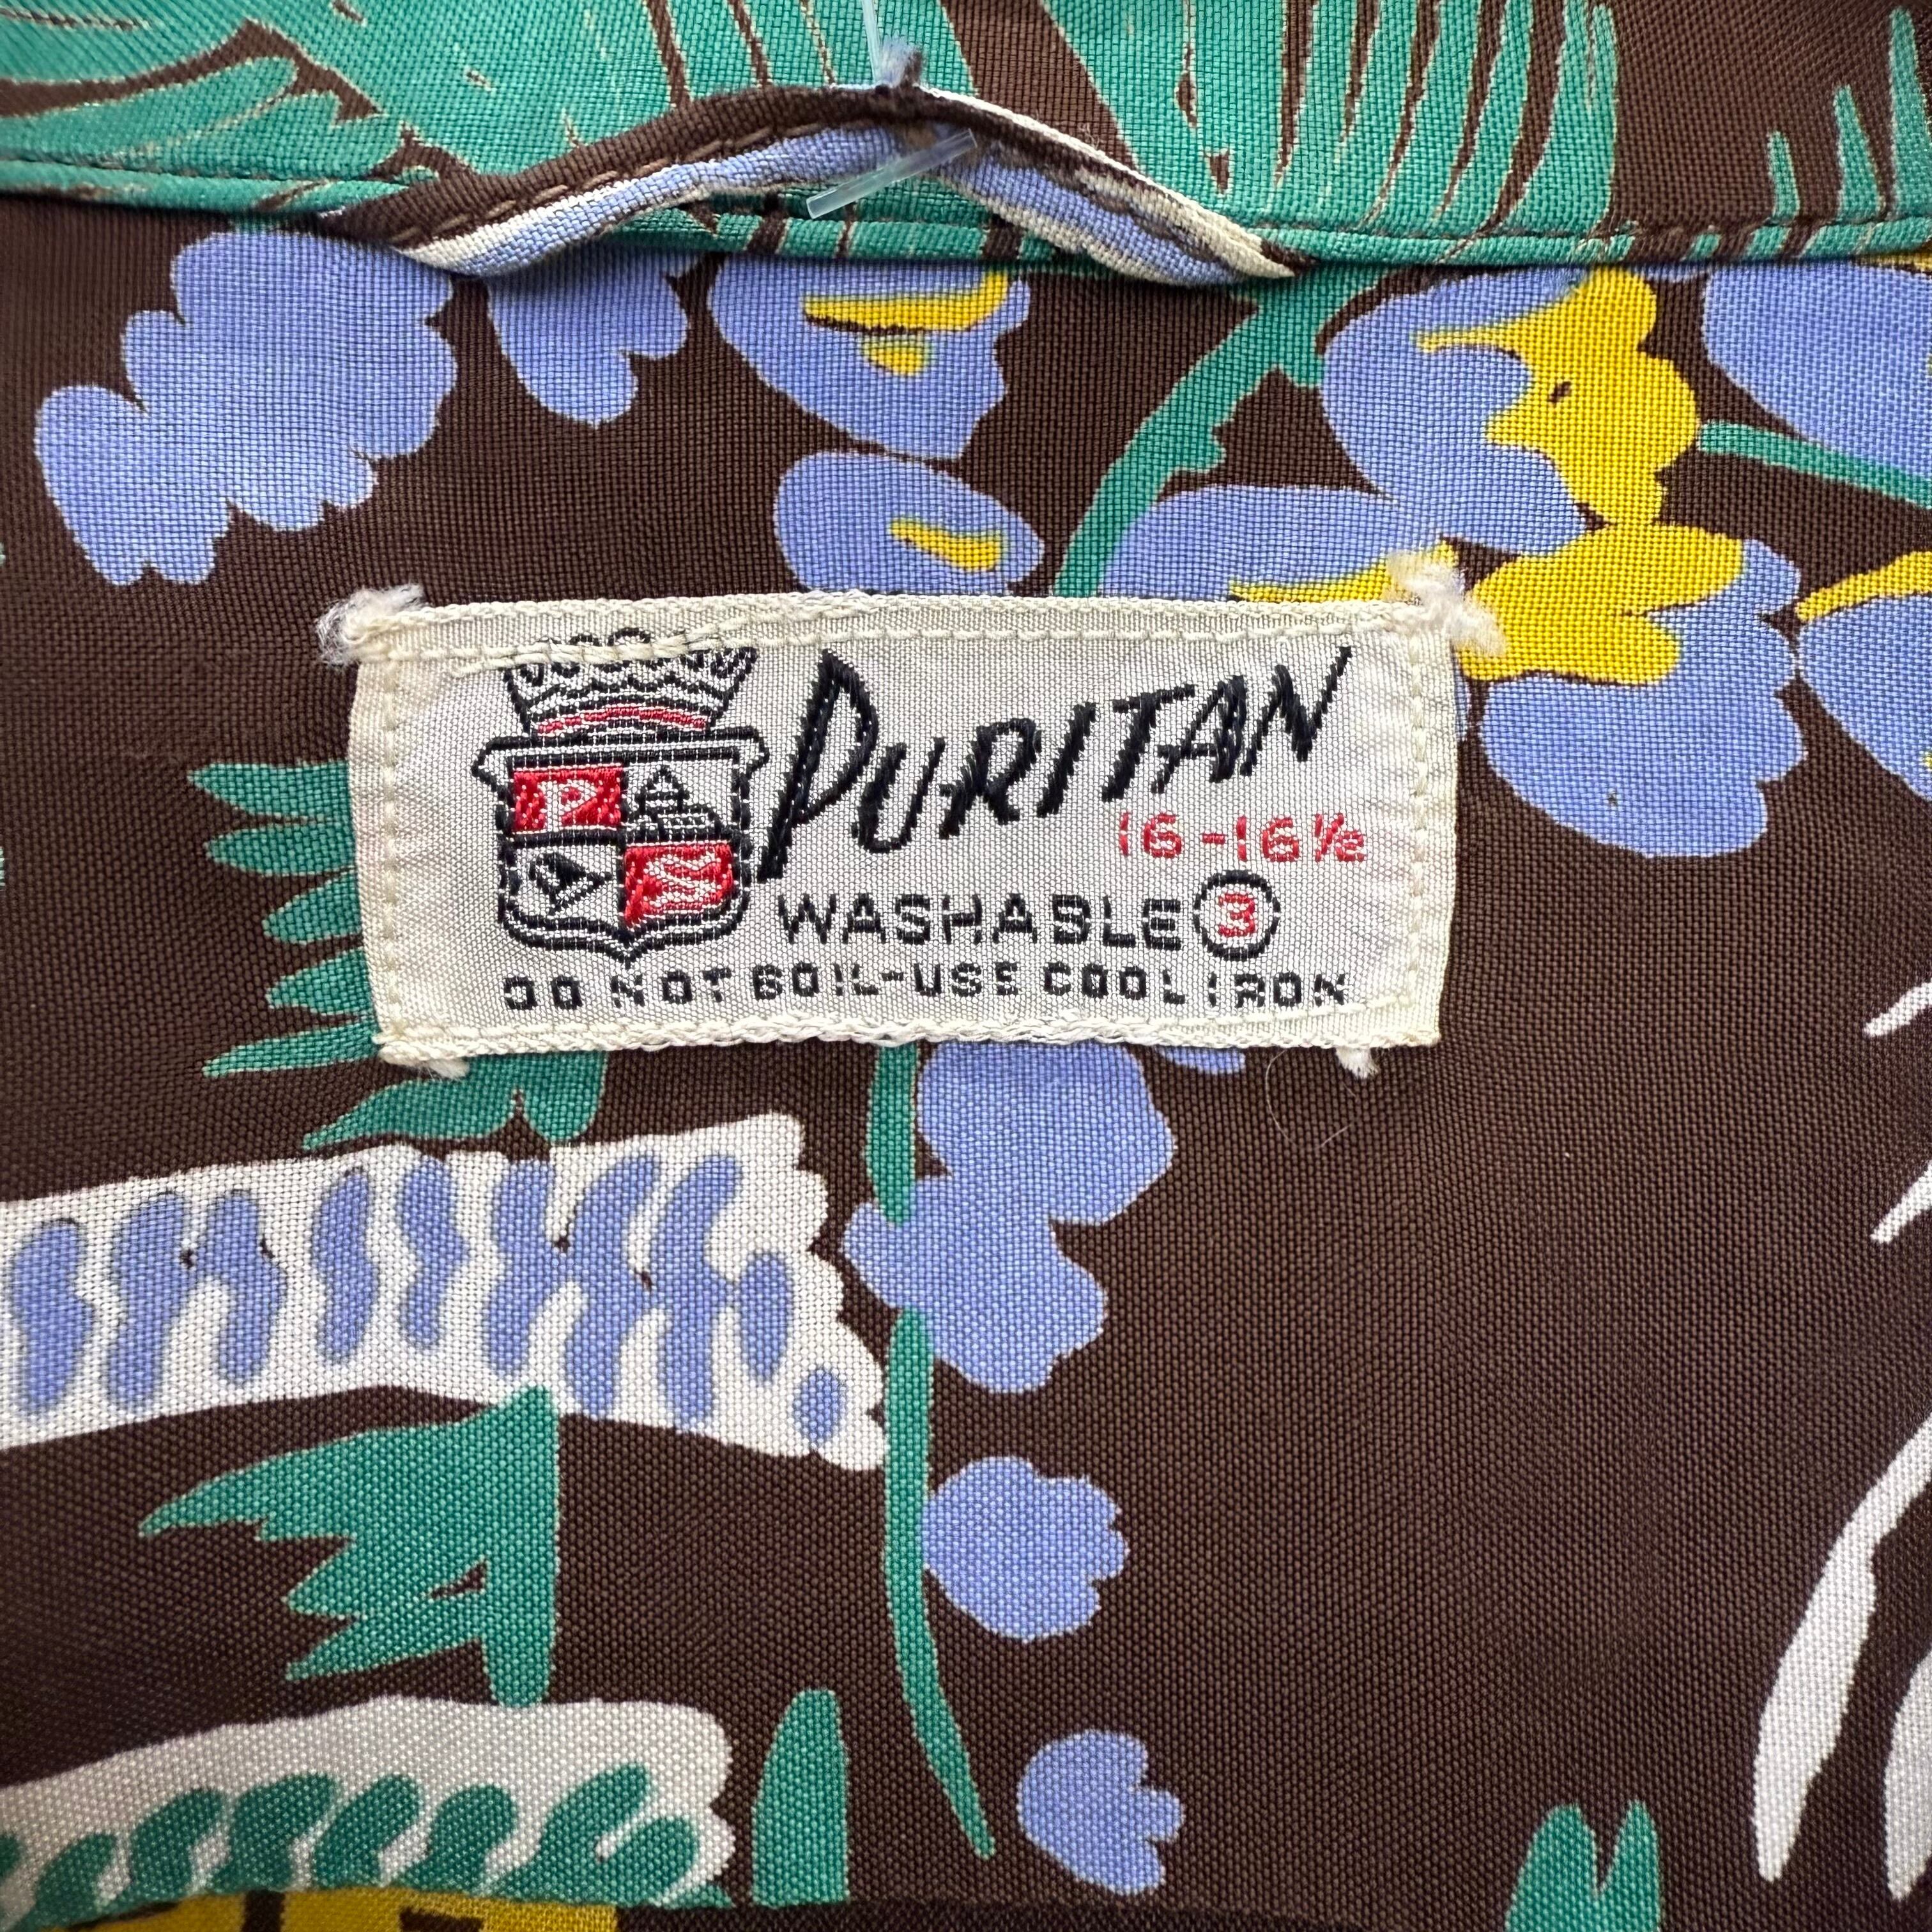 PURITAN
16-16½
P
S
WASHABLE 3
DO NOT BOIL-USE COOL IRON